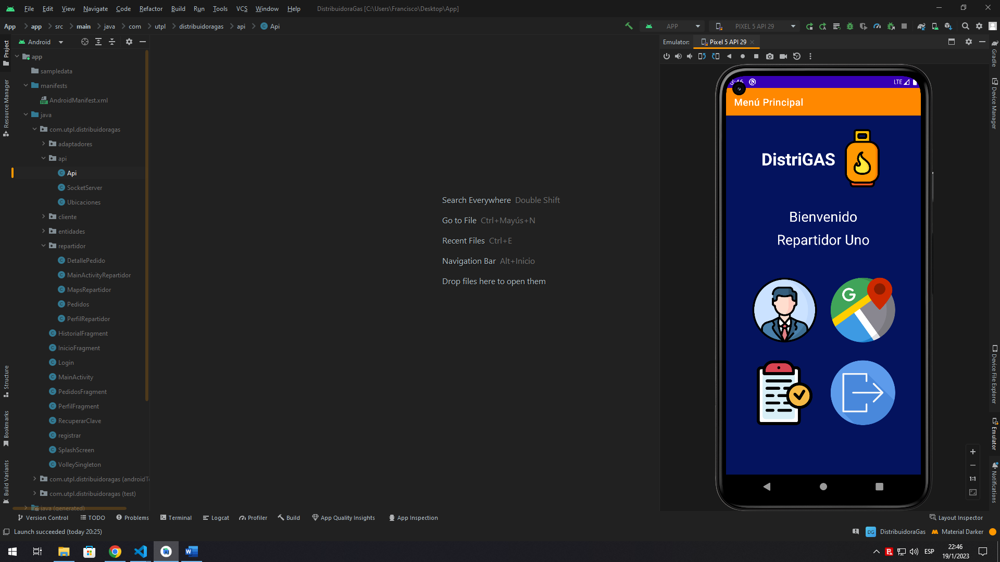 File Edit View Navigate Code Refactor Build Run Tools VCS Window Help DistribuidoraGas [C:\Users\Francisco\Desktop\App]
App app src main java com utpl distribuidoragas api Api
APP PIXEL 5 API 29
Android
Emulator: Pixel 5 API 29
Project
Resource Manager
Structure
Bookmarks
Build Variants
app
sampledata
manifests
AndroidManifest.xml
java
com.utpl.distribuidoragas
adaptadores
api
Api
SocketServer
Ubicaciones
cliente
entidades
repartidor
DetallePedido
MainActivityRepartidor
MapsRepartidor
Pedidos
PerfilRepartidor
HistorialFragment
InicioFragment
Login
MainActivity
PedidosFragment
PerfilFragment
RecuperarClave
registrar
SplashScreen
VolleySingleton
com.utpl.distribuidoragas (androidTe
com.utpl.distribuidoragas (test)
java (generated)
Search Everywhere Double Shift
Go to File Ctrl+Mayús+N
Recent Files Ctrl+E
Navigation Bar Alt+Inicio
Drop files here to open them
LTE
Menú Principal
DistriGAS
Bienvenido
Repartidor Uno
G
1:1
Gradle
Device Manager
Device File Explorer
Emulator
Notifications
Version Control TODO Problems Terminal Logcat Profiler Build App Quality Insights App Inspection Layout Inspector
Launch succeeded (today 20:25) DG DistribuidoraGas Material Darker
ESP 22:46
19/1/2023